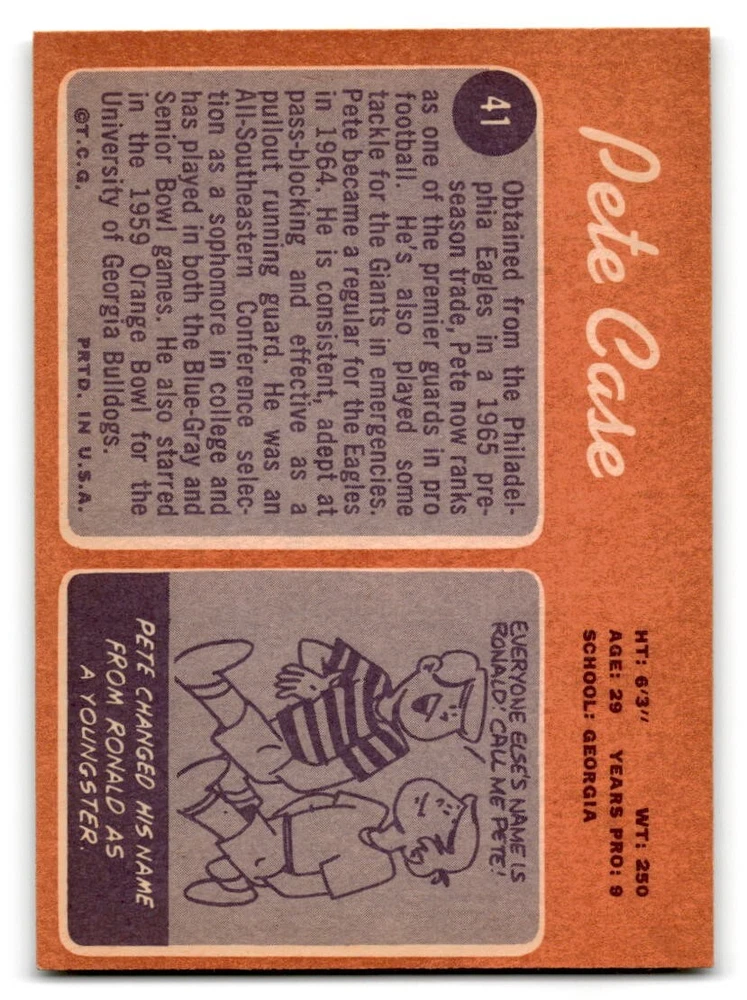 Pete Case
HT: 6'3" WT: 250
AGE: 29 YEARS PRO: 9
SCHOOL: GEORGIA
41
Obtained from the Philadel-
phia Eagles in a 1965 pre-
season trade, Pete now ranks
as one of the premier guards in pro
football. He's also played some
tackle for the Giants in emergencies.
Pete became a regular for the Eagles
in 1964. He is consistent, adept at
pass-blocking and effective as a
pullout running guard. He was an
All-Southeastern Conference selec-
tion as a sophomore in college and
has played in both the Blue-Gray and
Senior Bowl games. He also starred
in the 1959 Orange Bowl for the
University of Georgia Bulldogs.
©T.C.G. PRTD. IN U.S.A.
EVERYONE ELSE'S NAME IS
RONALD! CALL ME PETE!
PETE CHANGED HIS NAME
FROM RONALD AS
A YOUNGSTER.